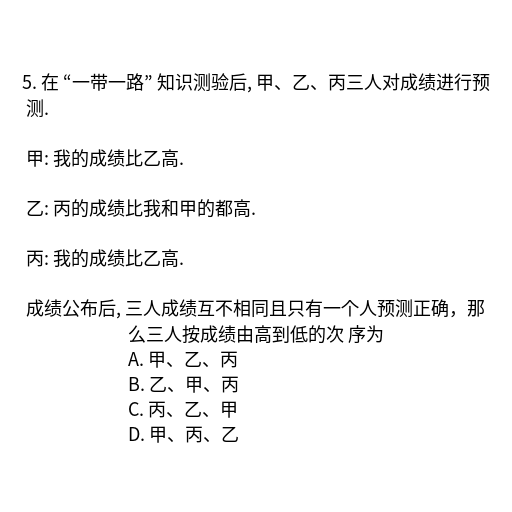 5. 在 “一带一路” 知识测验后, 甲、乙、丙三人对成绩进行预
测.
甲: 我的成绩比乙高.
乙: 丙的成绩比我和甲的都高.
丙: 我的成绩比乙高.
成绩公布后, 三人成绩互不相同且只有一个人预测正确，那
么三人按成绩由高到低的次 序为
A. 甲、乙、丙
B. 乙、甲、丙
C. 丙、乙、甲
D. 甲、丙、乙